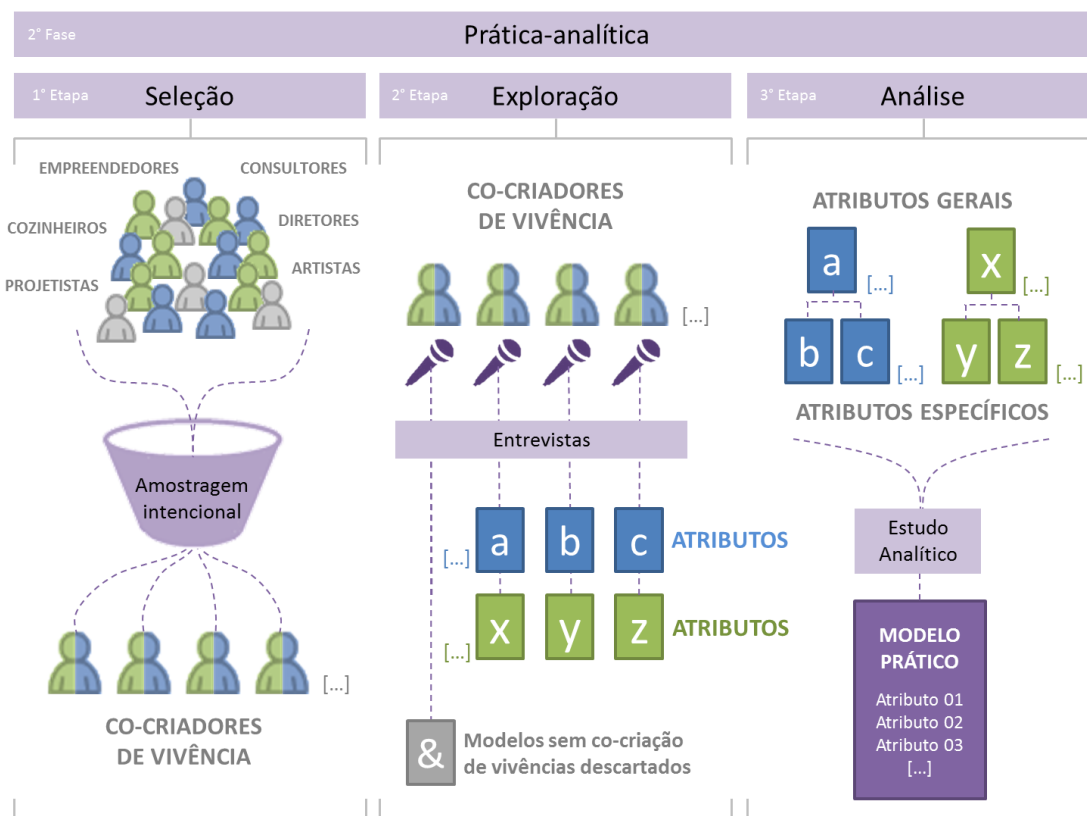 2° Fase
Prática-analítica
1° Etapa
Seleção
EMPREENDEDORES
CONSULTORES
COZINHEIROS
DIRETORES
PROJETISTAS
ARTISTAS
Amostragem
intencional
[...]
CO-CRIADORES
DE VIVÊNCIA
2° Etapa
Exploração
CO-CRIADORES
DE VIVÊNCIA
[...]
Entrevistas
[...] a b c ATRIBUTOS
[...] x y z ATRIBUTOS
&
Modelos sem co-criação
de vivências descartados
3° Etapa
Análise
ATRIBUTOS GERAIS
a [...] x [...]
b c [...] y z [...]
ATRIBUTOS ESPECÍFICOS
Estudo
Analítico
MODELO
PRÁTICO
Atributo 01
Atributo 02
Atributo 03
[...]